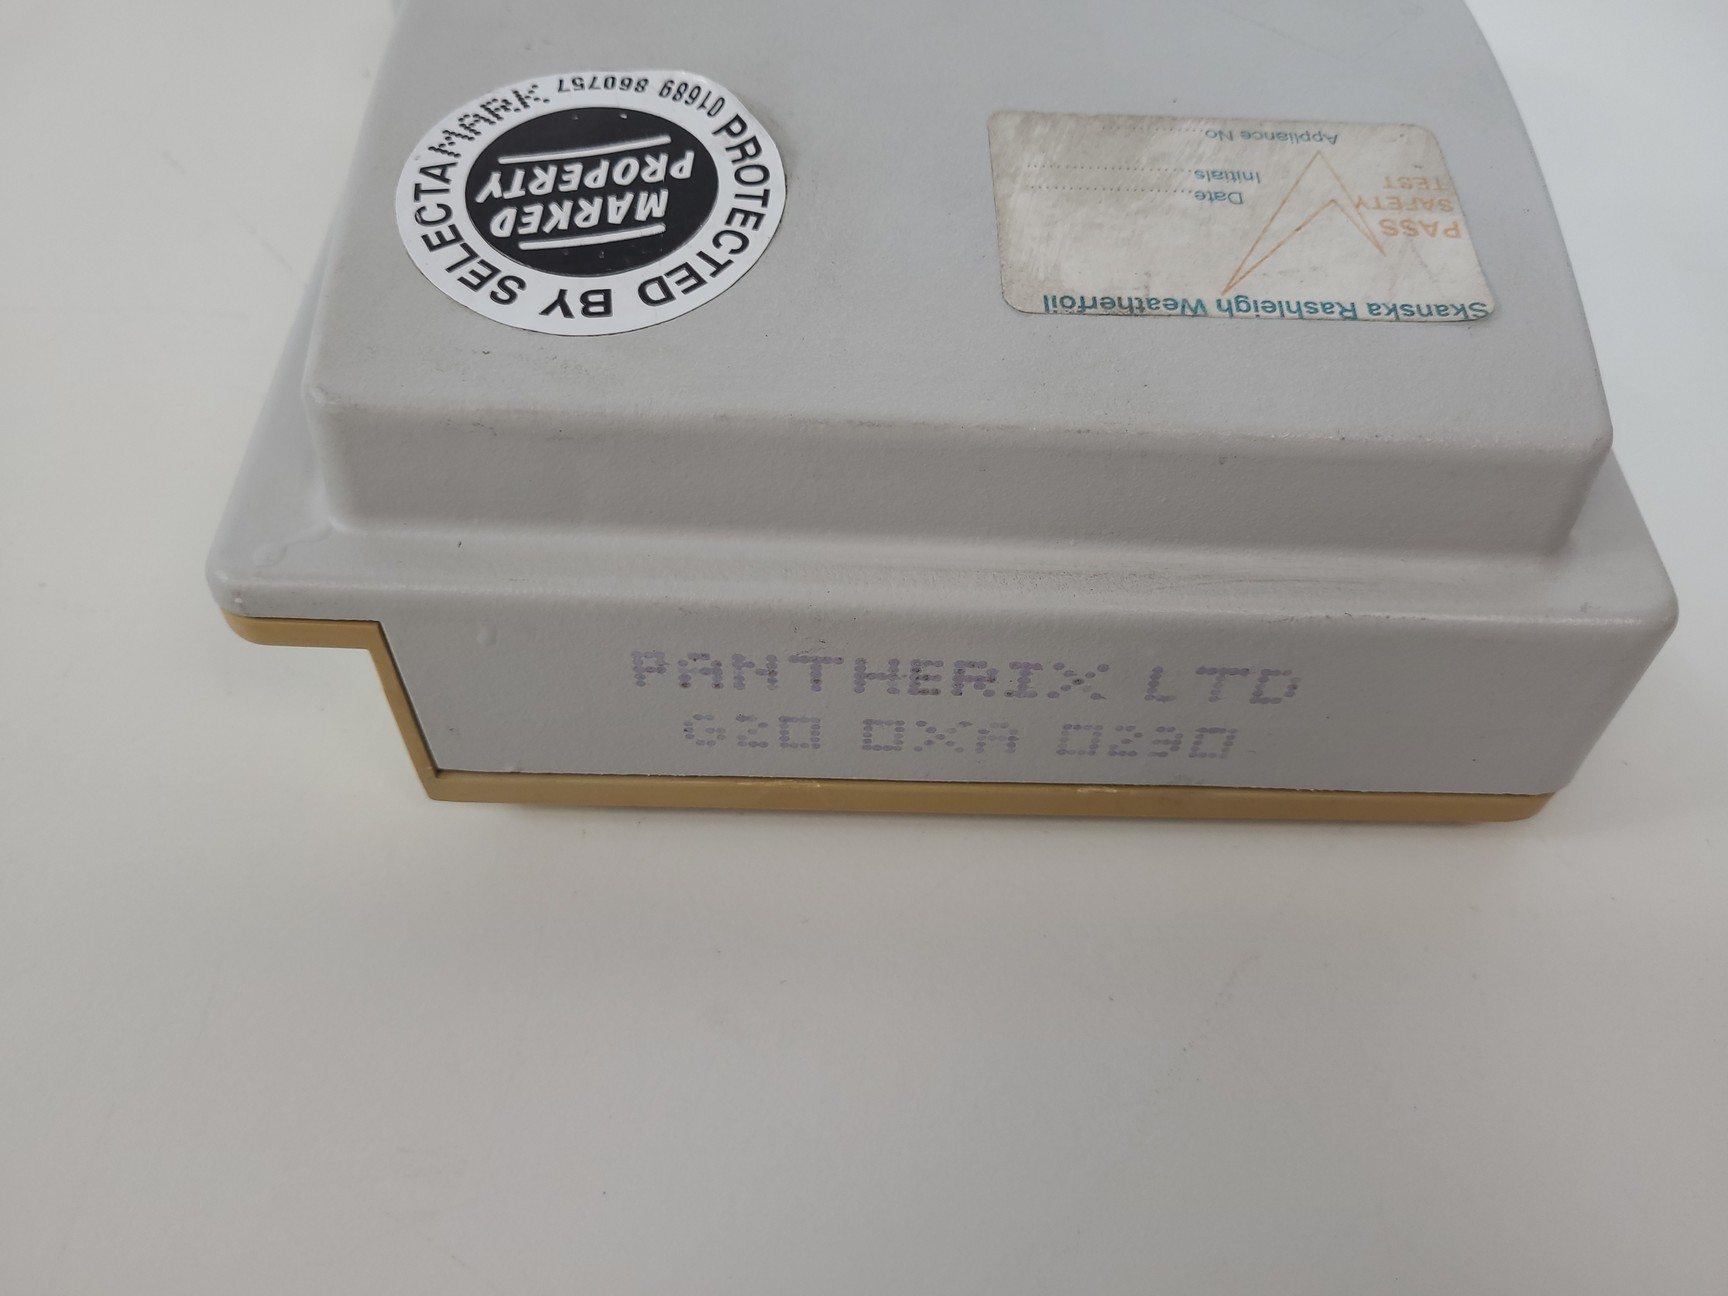 PROTECTED BY SELECTAMARK
01689 860757
MARKED
PROPERTY
Skanska Rashleigh Weatherfoil
PASS
SAFETY
TEST
Date
Initials
Appliance No
PANTHERIX LTD
G20 0XA 0230